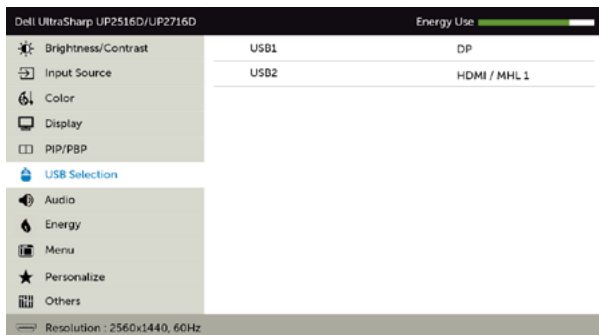 Dell UltraSharp UP2516D/UP2716D Energy Use
Brightness/Contrast USB1 DP
Input Source USB2 HDMI / MHL 1
Color
Display
PIP/PBP
USB Selection
Audio
Energy
Menu
Personalize
Others
Resolution : 2560x1440, 60Hz